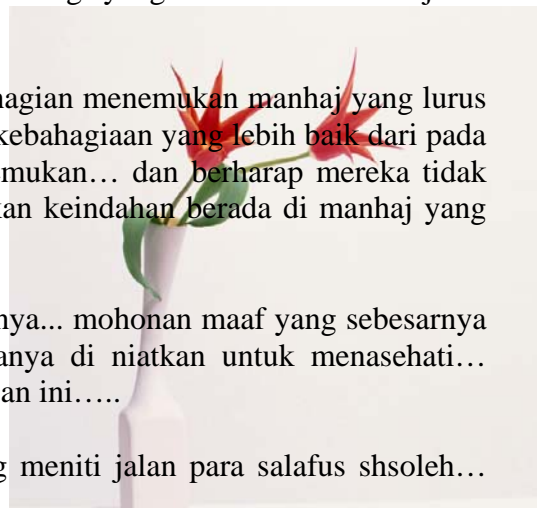 hagian menemukan manhaj yang lurus
kebahagiaan yang lebih baik dari pada
mukan… dan berharap mereka tidak
kan keindahan berada di manhaj yang
nya... mohonan maaf yang sebesarnya
anya di niatkan untuk menasehati…
an ini…..
g meniti jalan para salafus shsoleh…